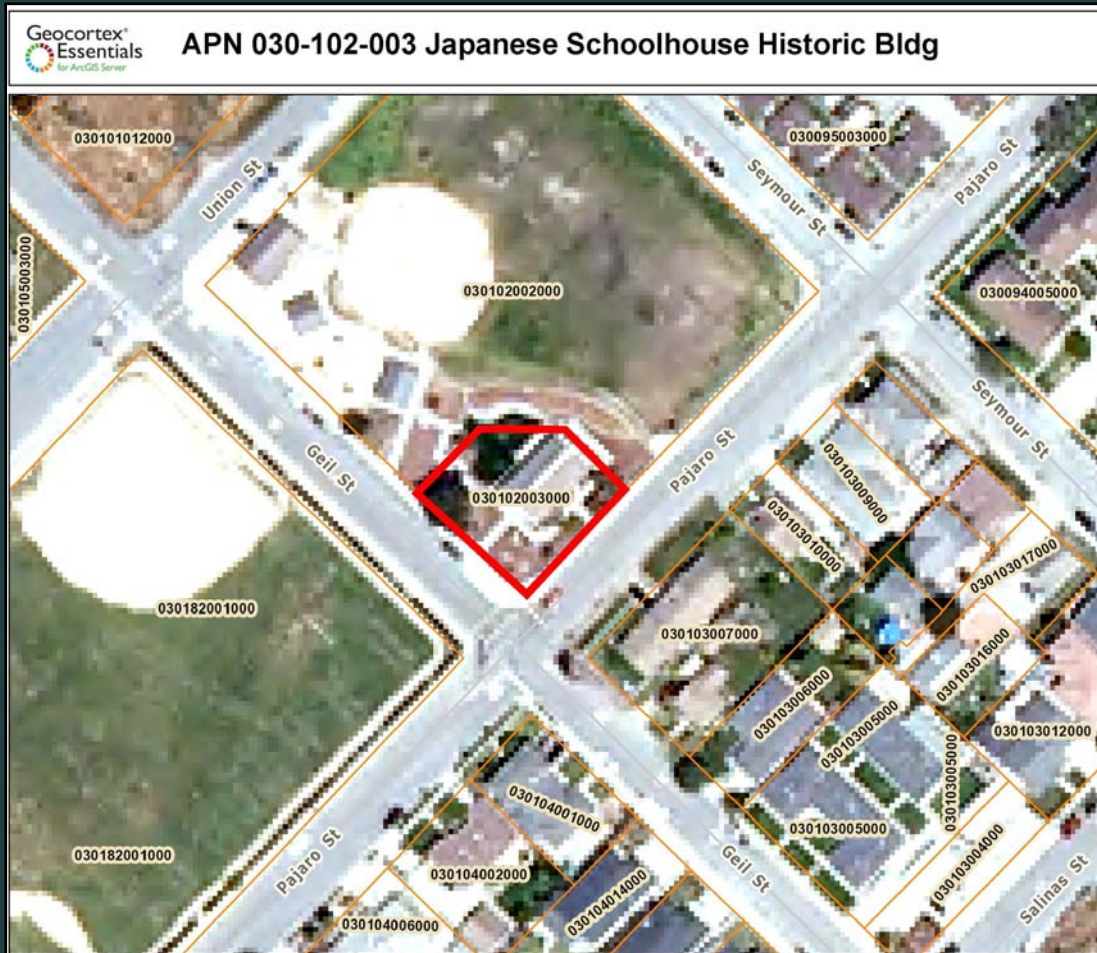 Geocortex®
Essentials
for ArcGIS Server
APN 030-102-003 Japanese Schoolhouse Historic Bldg
030101012000
030095003000
Union St
Seymour St
Pajaro St
030105003000
030102002000
030094005000
Seymour St
Geil St
Pajaro St
030102003000
030103009000
030103010000
030103017000
030182001000
030103007000
030103016000
030103006000
030103005000
030103012000
030103005000
030104001000
030103005000
030182001000
Pajaro St
030104002000
Geil St
030103004000
030104014000
Salinas St
030104006000